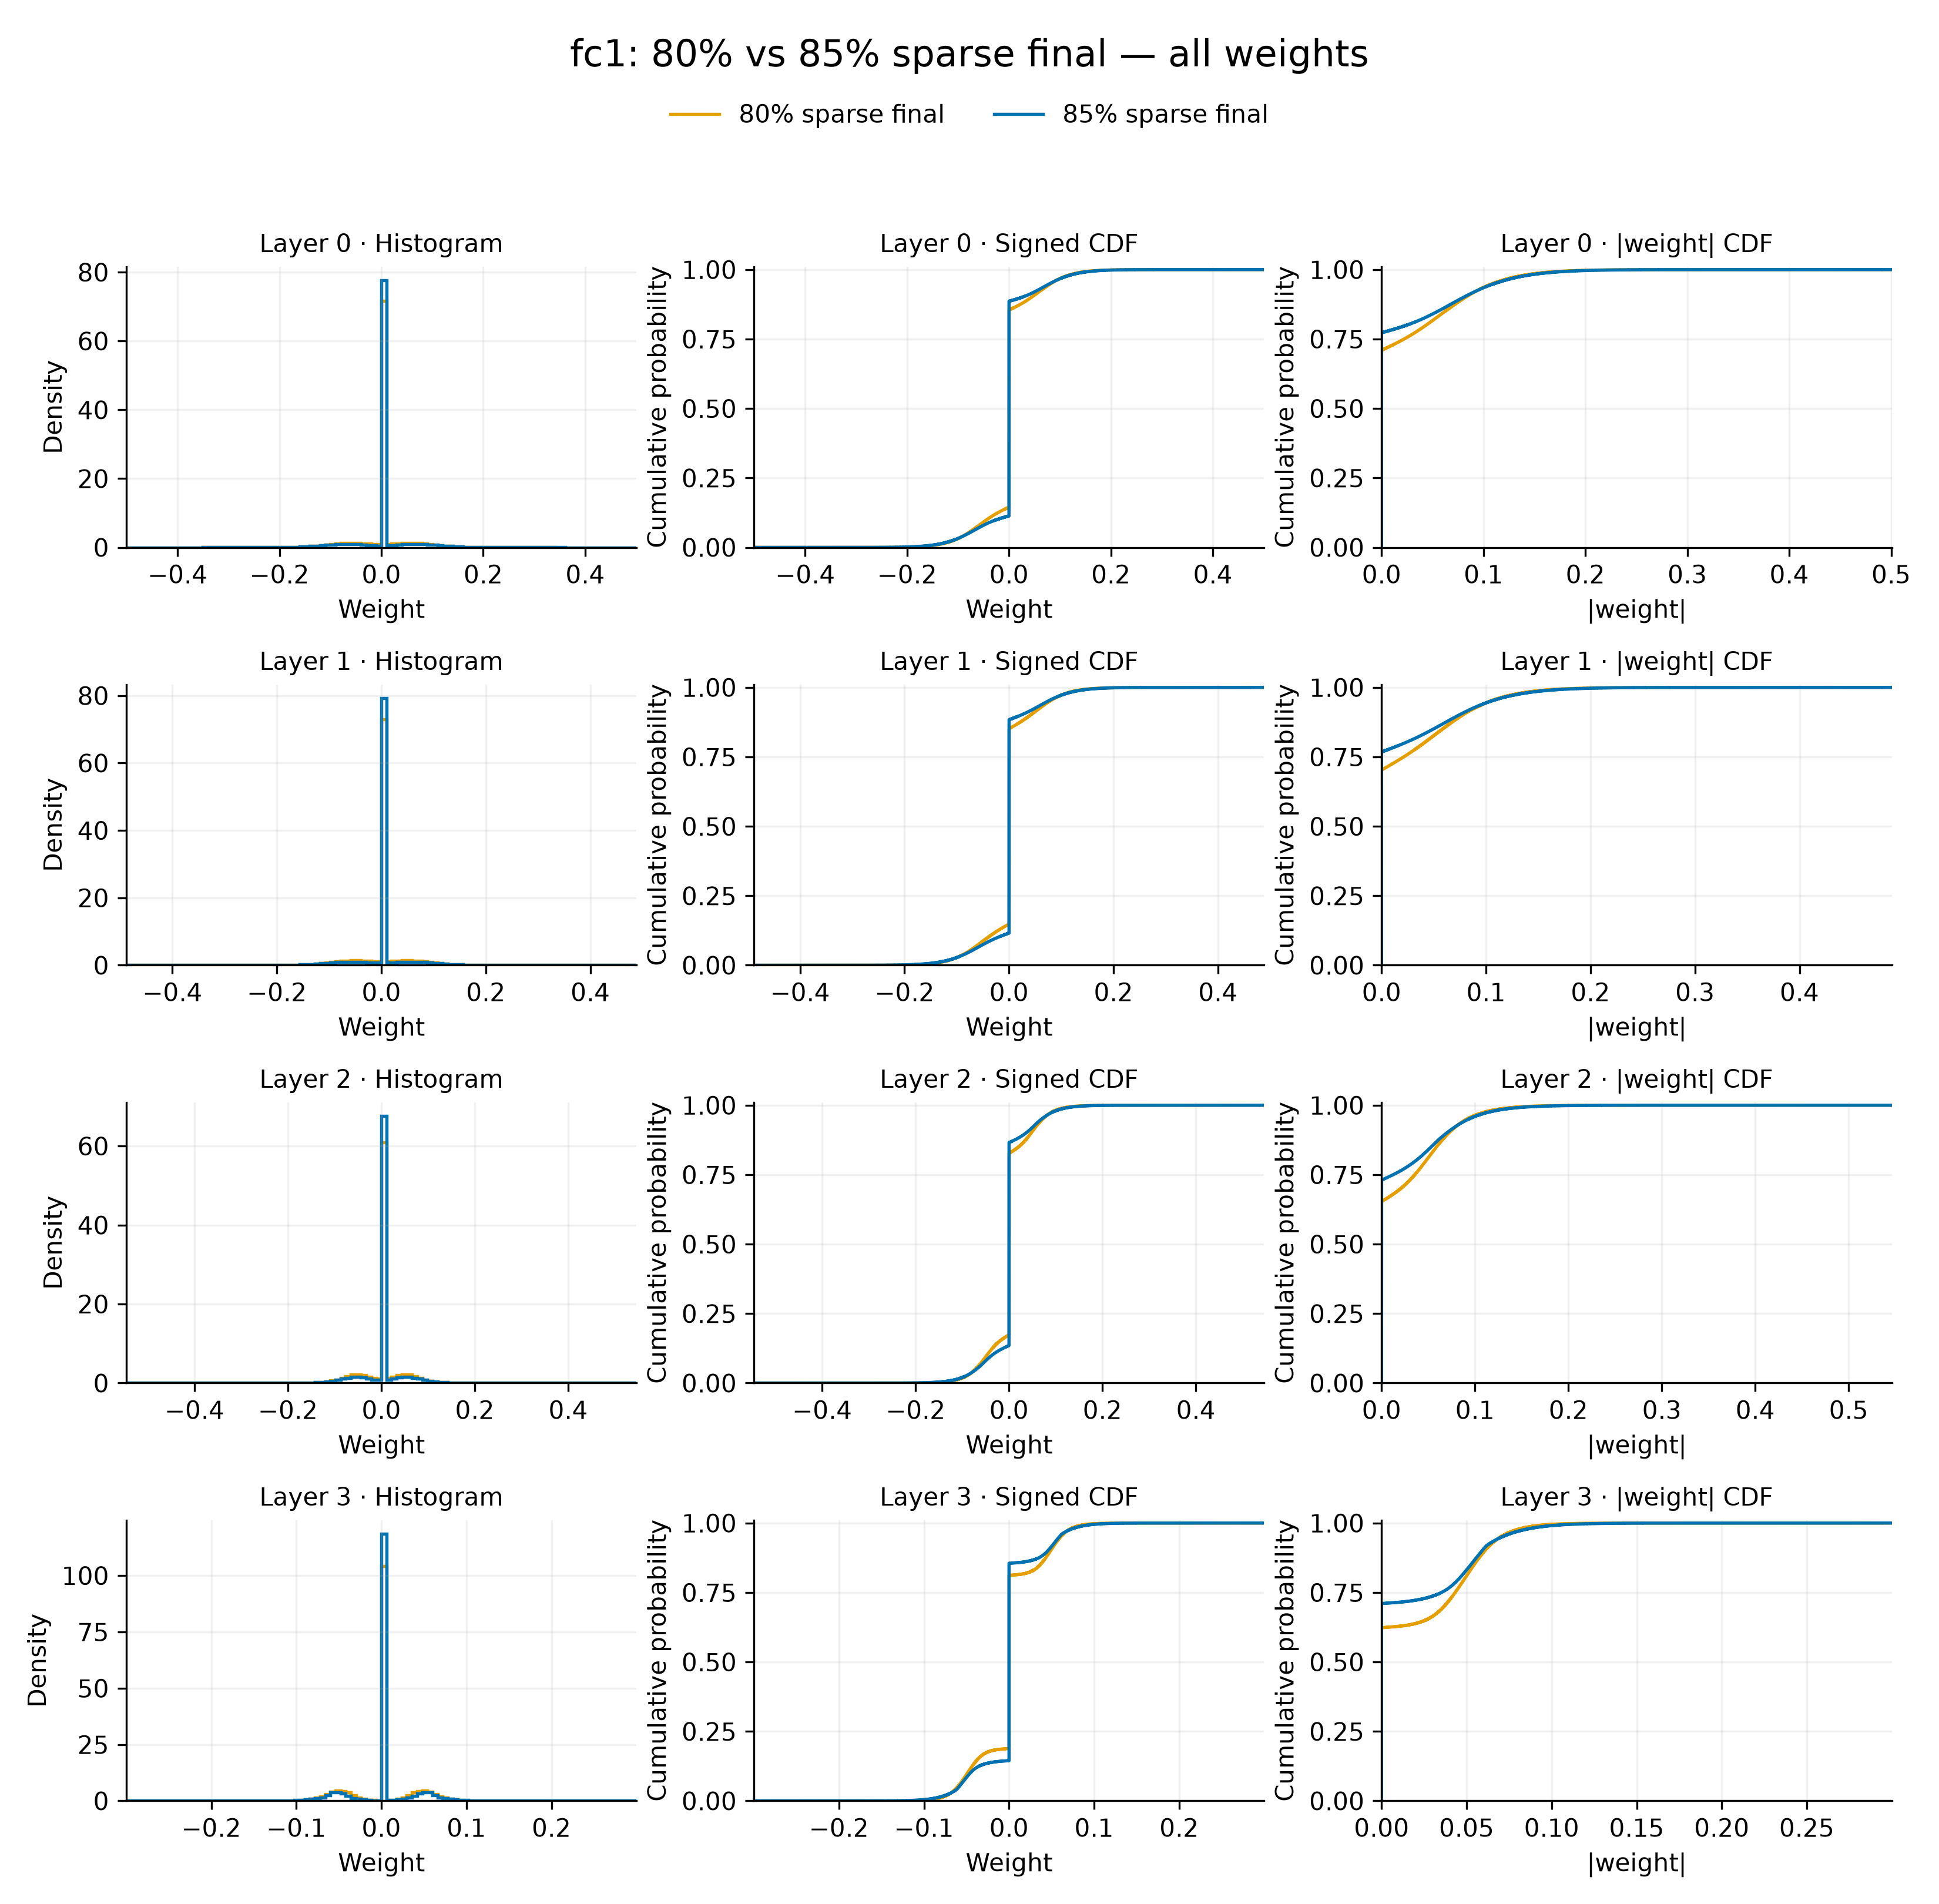 fc1: 80% vs 85% sparse final — all weights
80% sparse final
85% sparse final
Layer 0 · Histogram
Density
80
60
40
20
0
−0.4 −0.2 0.0 0.2 0.4
Weight
Layer 0 · Signed CDF
Cumulative probability
1.00
0.75
0.50
0.25
0.00
−0.4 −0.2 0.0 0.2 0.4
Weight
Layer 0 · |weight| CDF
Cumulative probability
1.00
0.75
0.50
0.25
0.00
0.0 0.1 0.2 0.3 0.4 0.5
|weight|
Layer 1 · Histogram
Density
80
60
40
20
0
−0.4 −0.2 0.0 0.2 0.4
Weight
Layer 1 · Signed CDF
Cumulative probability
1.00
0.75
0.50
0.25
0.00
−0.4 −0.2 0.0 0.2 0.4
Weight
Layer 1 · |weight| CDF
Cumulative probability
1.00
0.75
0.50
0.25
0.00
0.0 0.1 0.2 0.3 0.4
|weight|
Layer 2 · Histogram
Density
60
40
20
0
−0.4 −0.2 0.0 0.2 0.4
Weight
Layer 2 · Signed CDF
Cumulative probability
1.00
0.75
0.50
0.25
0.00
−0.4 −0.2 0.0 0.2 0.4
Weight
Layer 2 · |weight| CDF
Cumulative probability
1.00
0.75
0.50
0.25
0.00
0.0 0.1 0.2 0.3 0.4 0.5
|weight|
Layer 3 · Histogram
Density
100
75
50
25
0
−0.2 −0.1 0.0 0.1 0.2
Weight
Layer 3 · Signed CDF
Cumulative probability
1.00
0.75
0.50
0.25
0.00
−0.2 −0.1 0.0 0.1 0.2
Weight
Layer 3 · |weight| CDF
Cumulative probability
1.00
0.75
0.50
0.25
0.00
0.00 0.05 0.10 0.15 0.20 0.25
|weight|